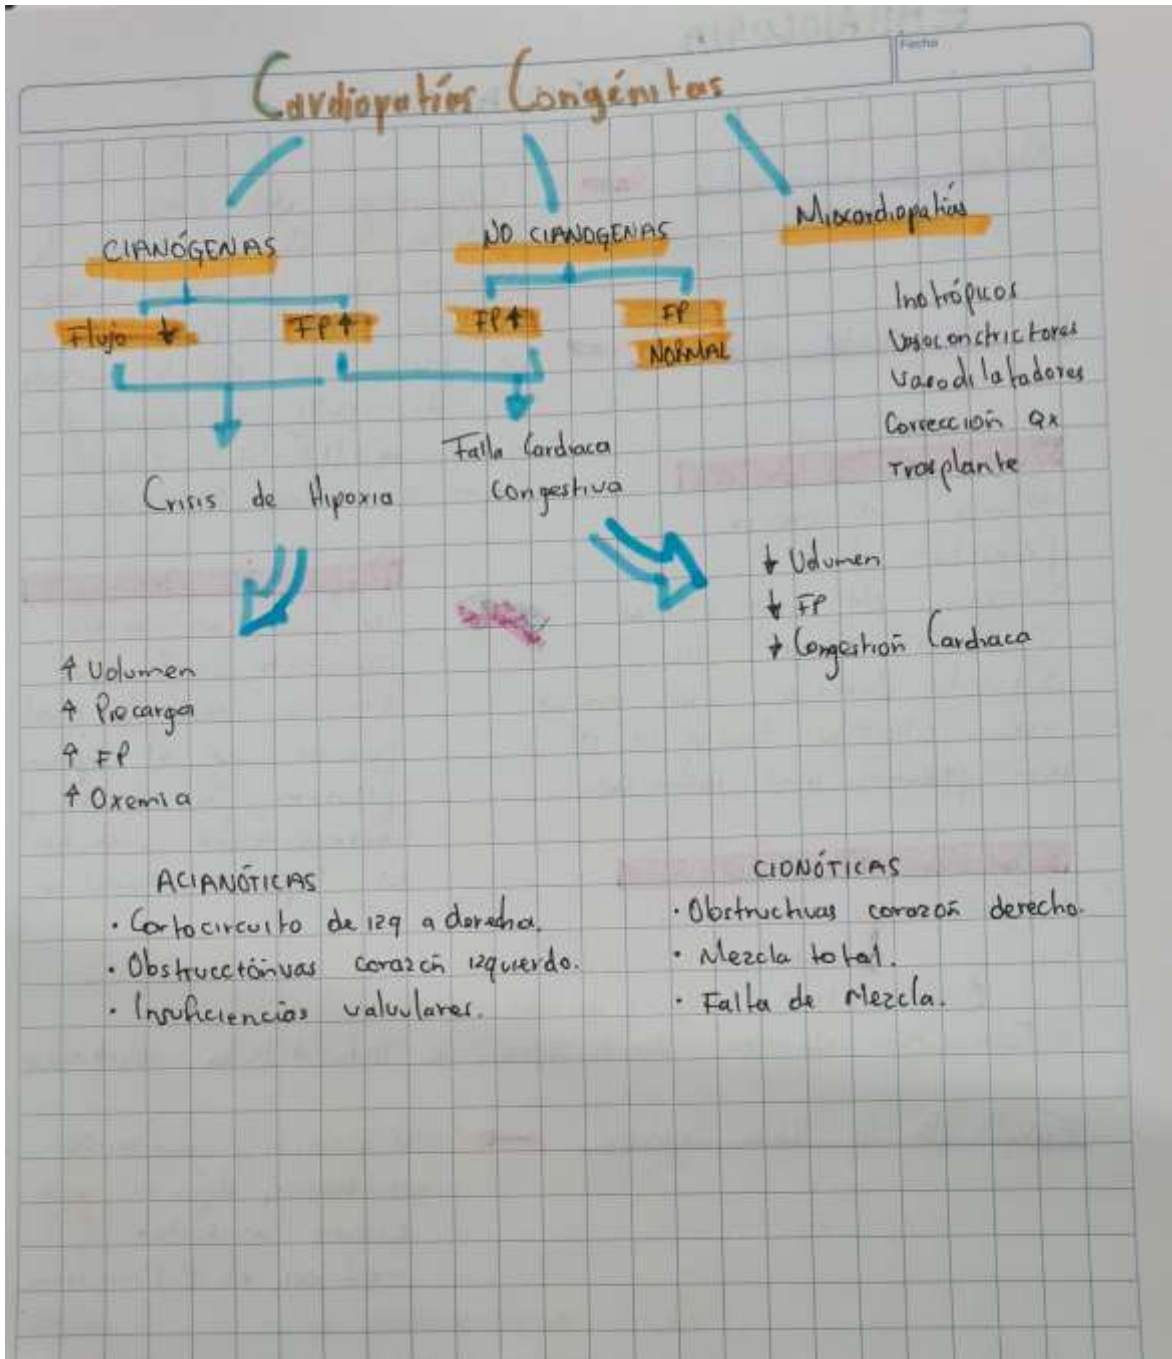 Fecha
Cardiopatías Congénitas
CIANÓGENAS
NO CIANOGENAS
Miocardiopatías
Flujo ↓
FP↑
FP↑
FP
NORMAL
Inotrópicos
Vasoconstrictores
Vasodilatadores
Corrección Qx
Trasplante
Crisis de Hipoxia
Falla Cardiaca
Congestiva
↓ Volumen
↓ FP
↓ Congestión Cardiaca
↑ Volumen
↑ Precarga
↑ FP
↑ Oxemia
ACIANÓTICAS
· Cortocircuito de izq a derecha.
· Obstrucctónivas corazón izquierdo.
· Insuficiencias valvulares.
CIONÓTICAS
· Obstructivas corazón derecho.
· Mezcla total.
· Falta de Mezcla.